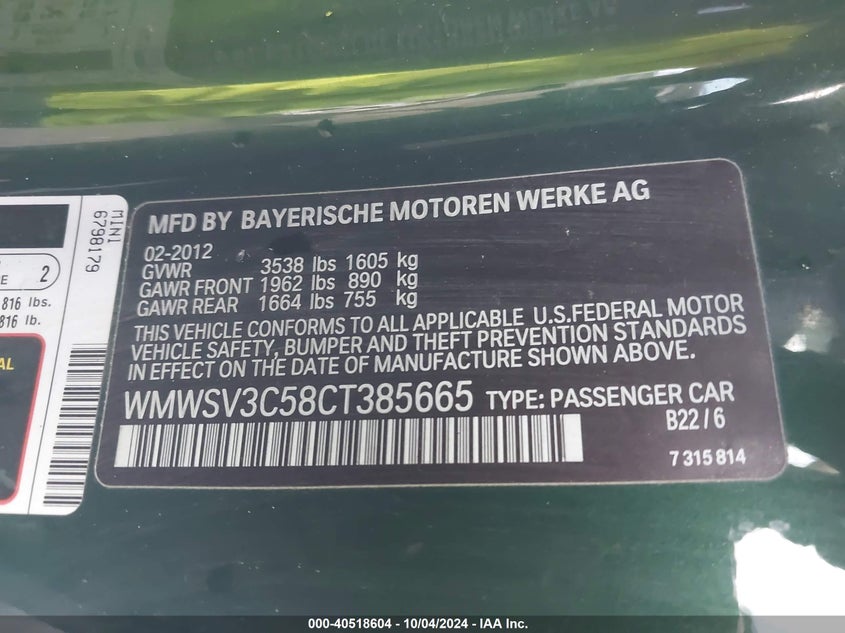 MINI
6798179
2
E
816 lbs.
816 lb.
AL
MFD BY BAYERISCHE MOTOREN WERKE AG
02-2012
GVWR 3538 lbs 1605 kg
GAWR FRONT 1962 lbs 890 kg
GAWR REAR 1664 lbs 755 kg
THIS VEHICLE CONFORMS TO ALL APPLICABLE U.S.FEDERAL MOTOR
VEHICLE SAFETY, BUMPER AND THEFT PREVENTION STANDARDS
IN EFFECT ON THE DATE OF MANUFACTURE SHOWN ABOVE.
WMWSV3C58CT385665 TYPE: PASSENGER CAR
B22/6
7 315 814
000-40518604 - 10/04/2024 - IAA Inc.